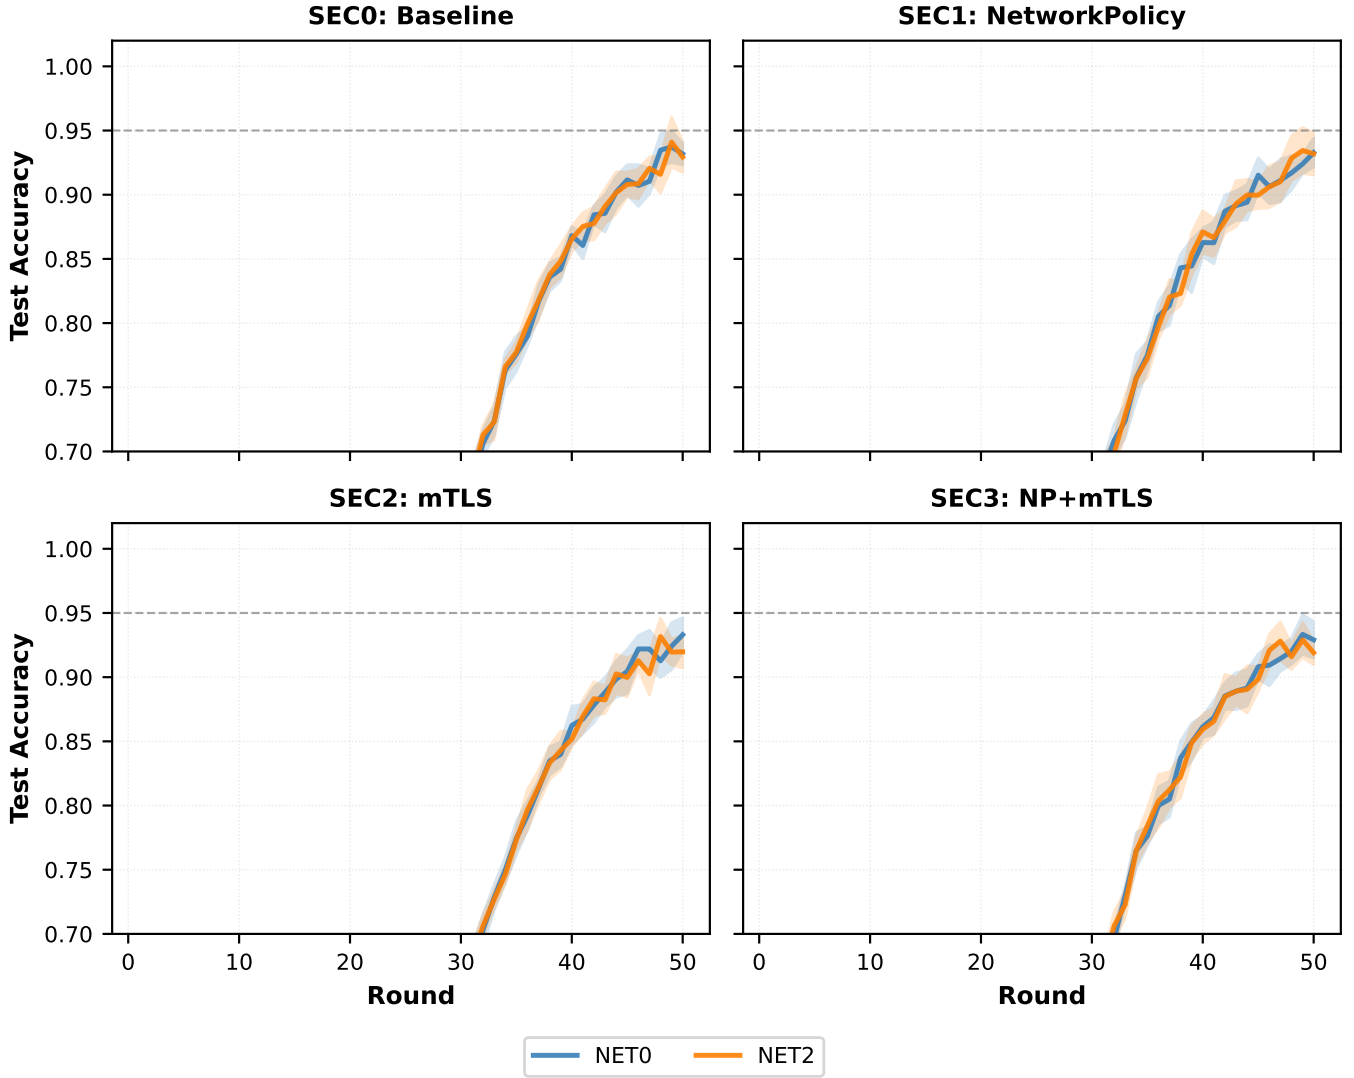 SEC0: Baseline
SEC1: NetworkPolicy
1.00
0.95
0.90
0.85
0.80
0.75
0.70
Test Accuracy
SEC2: mTLS
SEC3: NP+mTLS
1.00
0.95
0.90
0.85
0.80
0.75
0.70
Test Accuracy
0 10 20 30 40 50
0 10 20 30 40 50
Round
Round
NET0 NET2